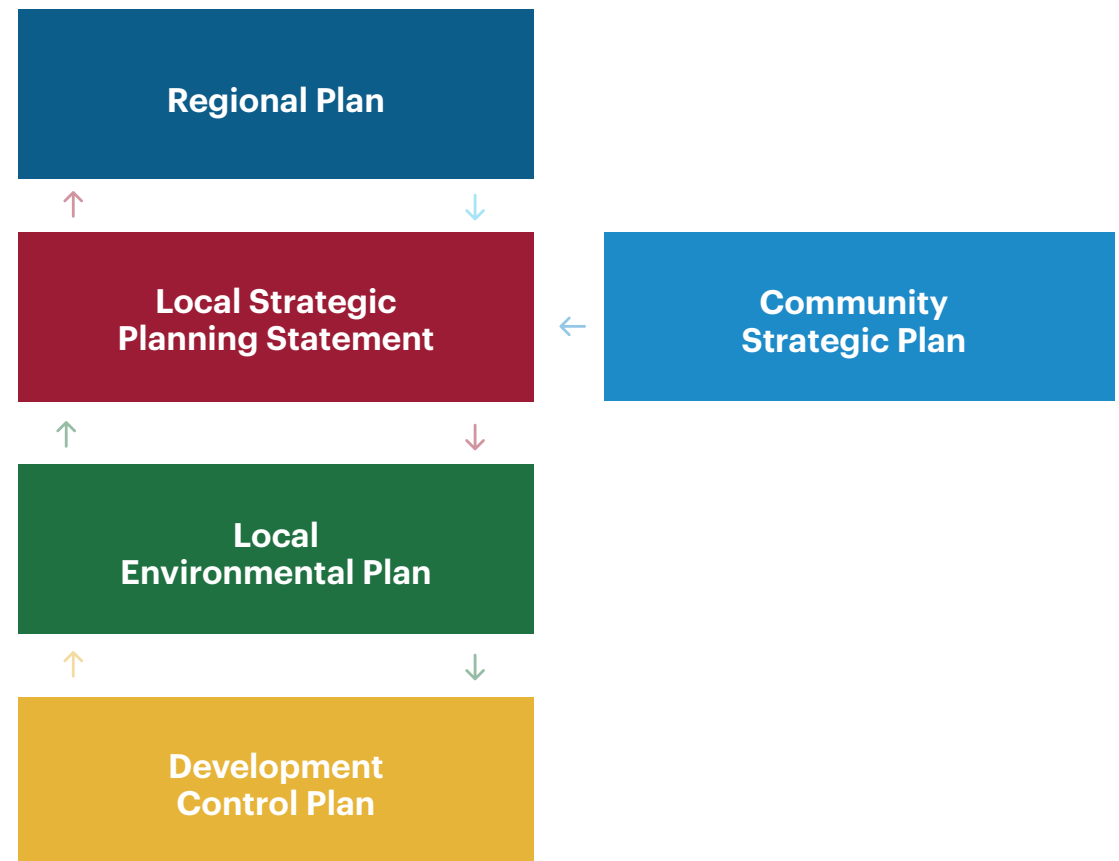 Regional Plan
Local Strategic
Planning Statement
Community
Strategic Plan
Local
Environmental Plan
Development
Control Plan